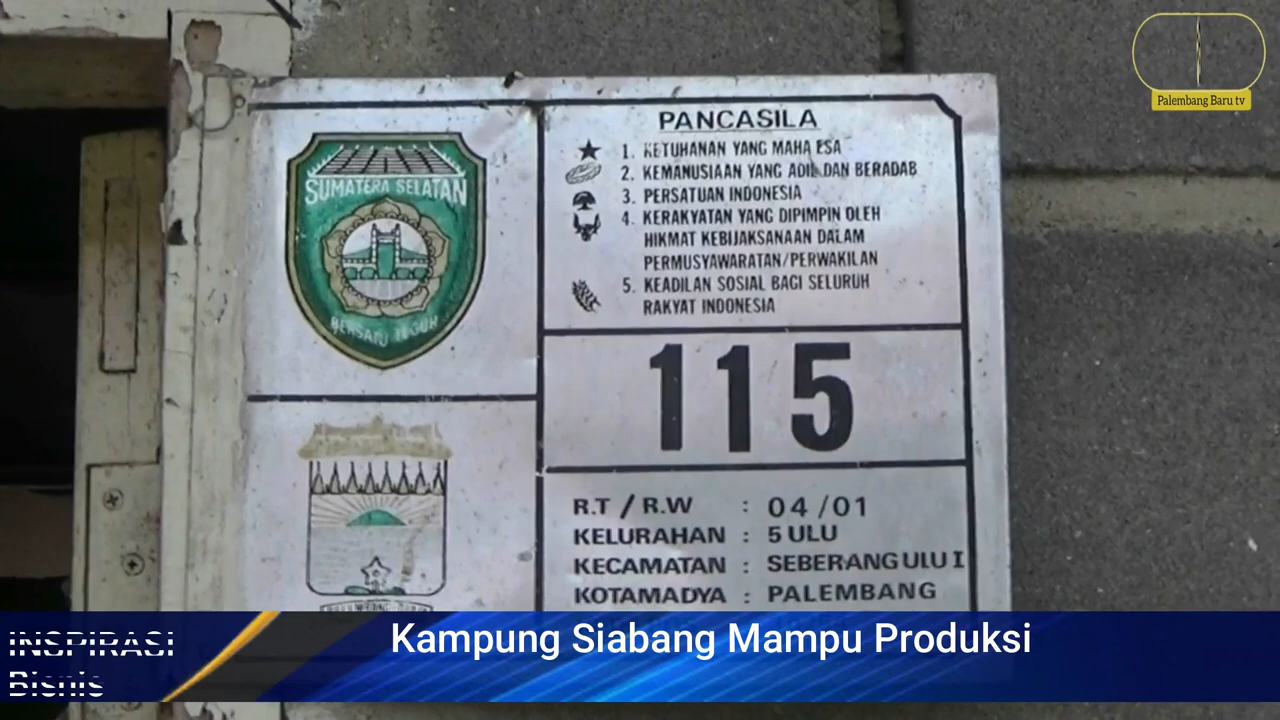 Palembang Baru tv
SUMATERA SELATAN
BERSATU TEGUH
PANCASILA
1. KETUHANAN YANG MAHA ESA
2. KEMANUSIAAN YANG ADIL DAN BERADAB
3. PERSATUAN INDONESIA
4. KERAKYATAN YANG DIPIMPIN OLEH
HIKMAT KEBIJAKSANAAN DALAM
PERMUSYAWARATAN/PERWAKILAN
5. KEADILAN SOSIAL BAGI SELURUH
RAKYAT INDONESIA
115
R.T / R.W : 04/01
KELURAHAN : 5 ULU
KECAMATAN : SEBERANG ULU I
KOTAMADYA : PALEMBANG
INSPIRASI
Bisnis
Kampung Siabang Mampu Produksi